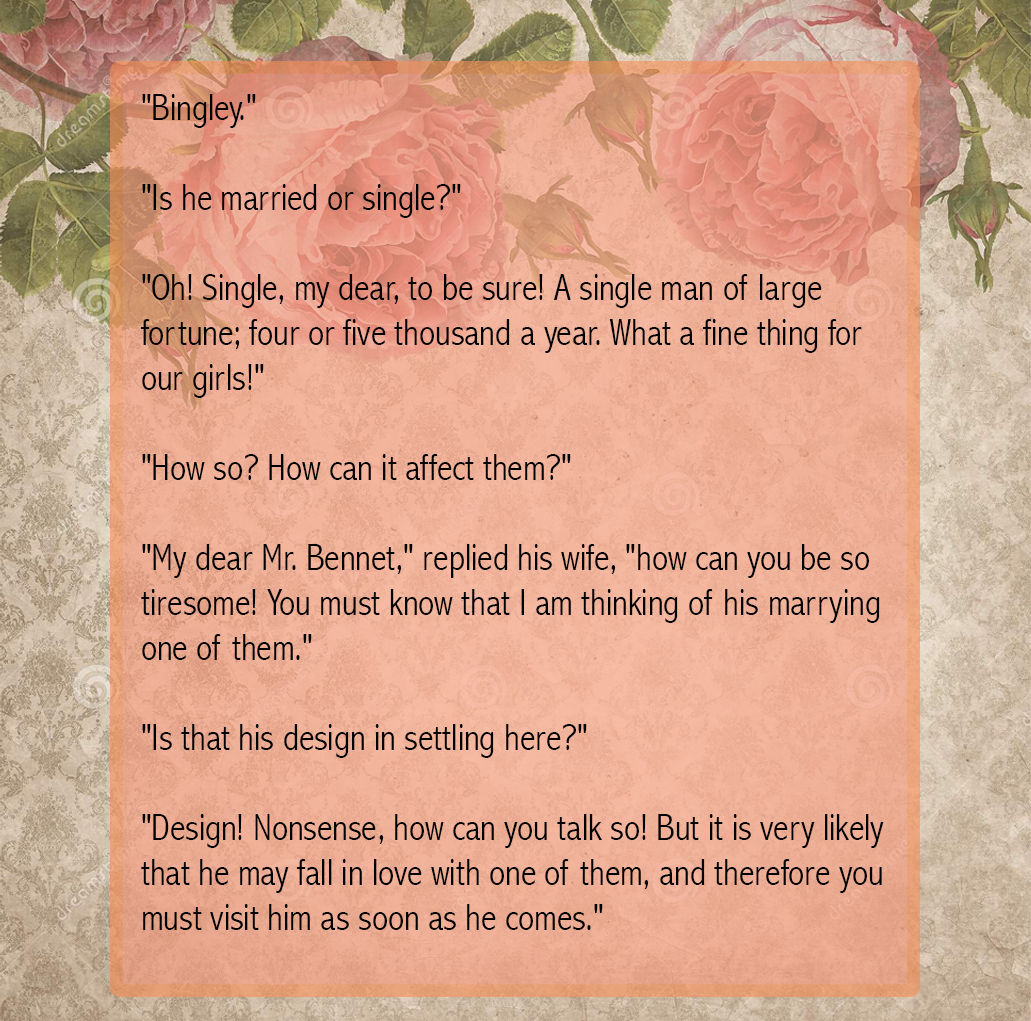 "Bingley."
"Is he married or single?"
"Oh! Single, my dear, to be sure! A single man of large
fortune; four or five thousand a year. What a fine thing for
our girls!"
"How so? How can it affect them?"
"My dear Mr. Bennet," replied his wife, "how can you be so
tiresome! You must know that I am thinking of his marrying
one of them."
"Is that his design in settling here?"
"Design! Nonsense, how can you talk so! But it is very likely
that he may fall in love with one of them, and therefore you
must visit him as soon as he comes."